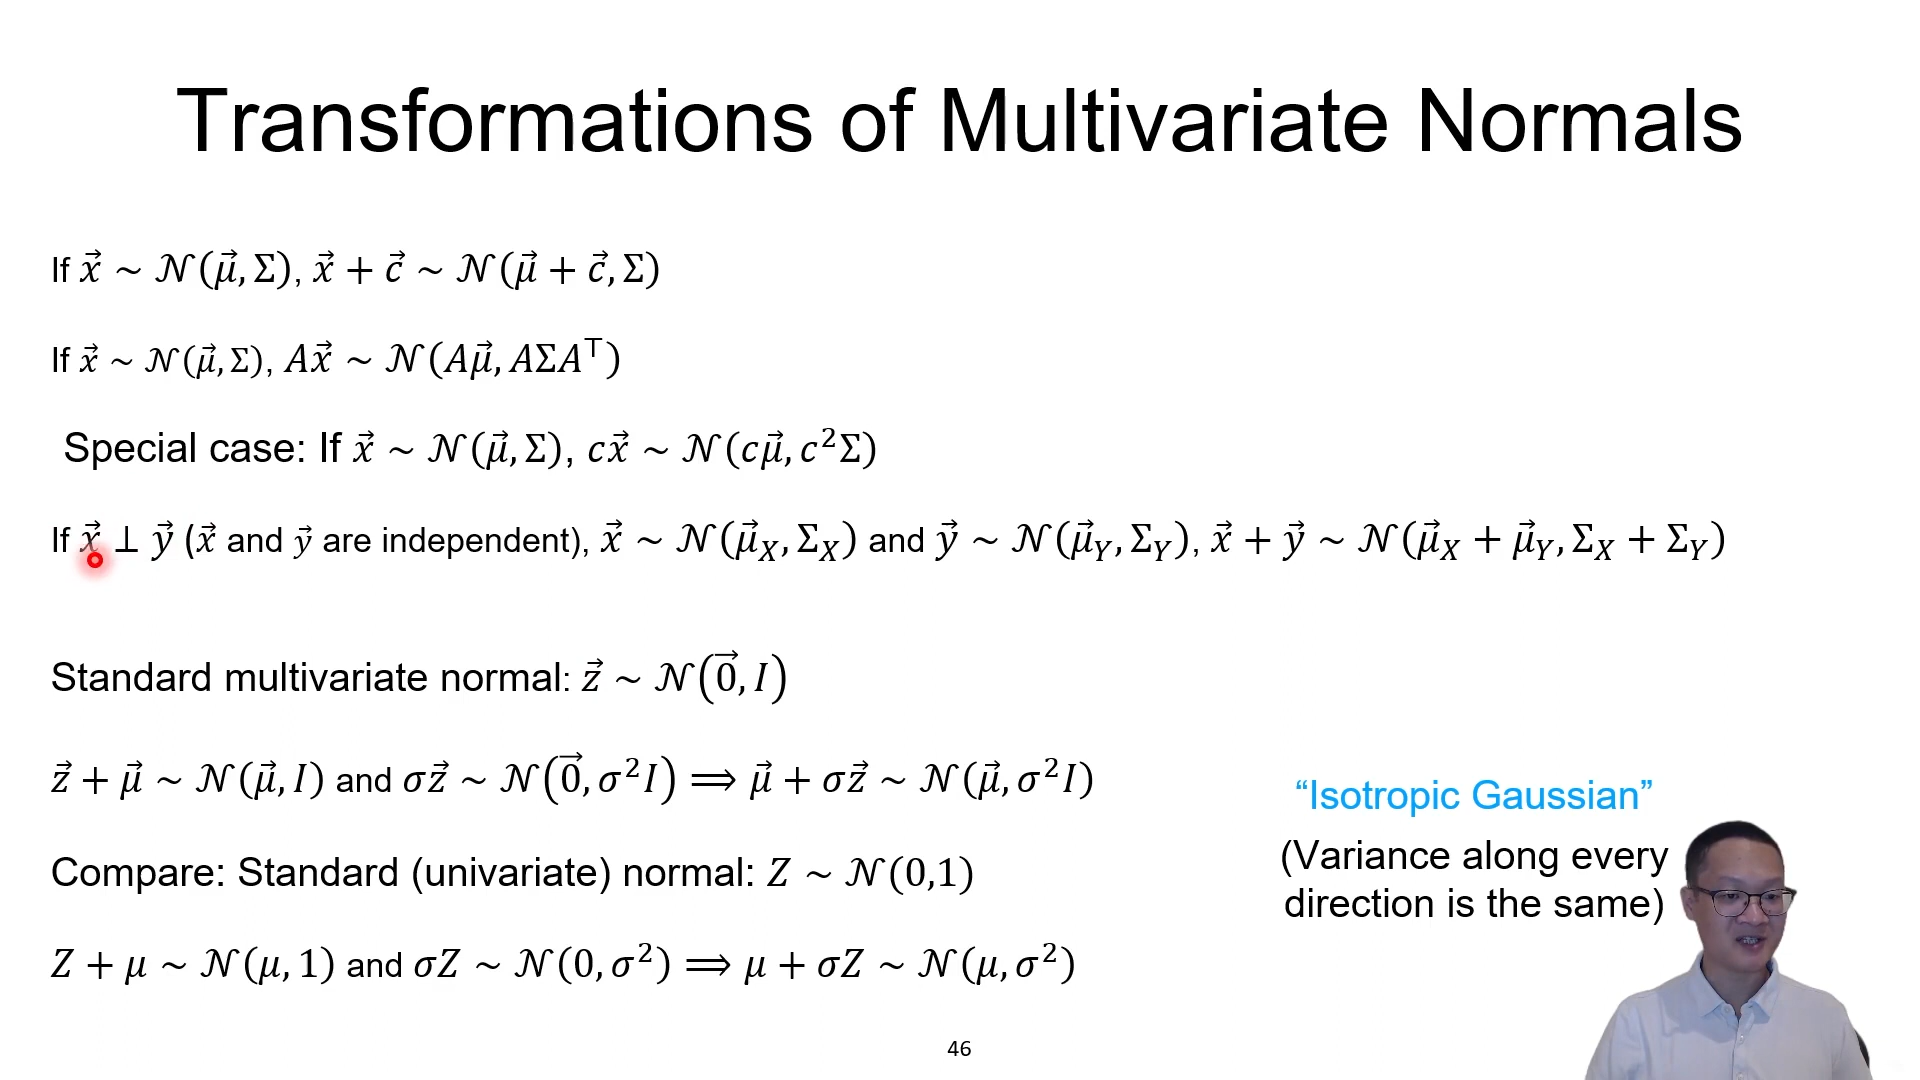 Transformations of Multivariate Normals
If x⃗ ~ 𝒩(μ⃗, Σ), x⃗ + c⃗ ~ 𝒩(μ⃗ + c⃗, Σ)
If x⃗ ~ 𝒩(μ⃗, Σ), Ax⃗ ~ 𝒩(Aμ⃗, AΣA⊤)
Special case: If x⃗ ~ 𝒩(μ⃗, Σ), cx⃗ ~ 𝒩(cμ⃗, c²Σ)
If x⃗ ⊥ y⃗ (x⃗ and y⃗ are independent), x⃗ ~ 𝒩(μ⃗_X, Σ_X) and y⃗ ~ 𝒩(μ⃗_Y, Σ_Y), x⃗ + y⃗ ~ 𝒩(μ⃗_X + μ⃗_Y, Σ_X + Σ_Y)
Standard multivariate normal: z⃗ ~ 𝒩(0⃗, I)
z⃗ + μ⃗ ~ 𝒩(μ⃗, I) and σz⃗ ~ 𝒩(0⃗, σ²I) ⟹ μ⃗ + σz⃗ ~ 𝒩(μ⃗, σ²I)
“Isotropic Gaussian”
(Variance along every
direction is the same)
Compare: Standard (univariate) normal: Z ~ 𝒩(0,1)
Z + μ ~ 𝒩(μ, 1) and σZ ~ 𝒩(0, σ²) ⟹ μ + σZ ~ 𝒩(μ, σ²)
46